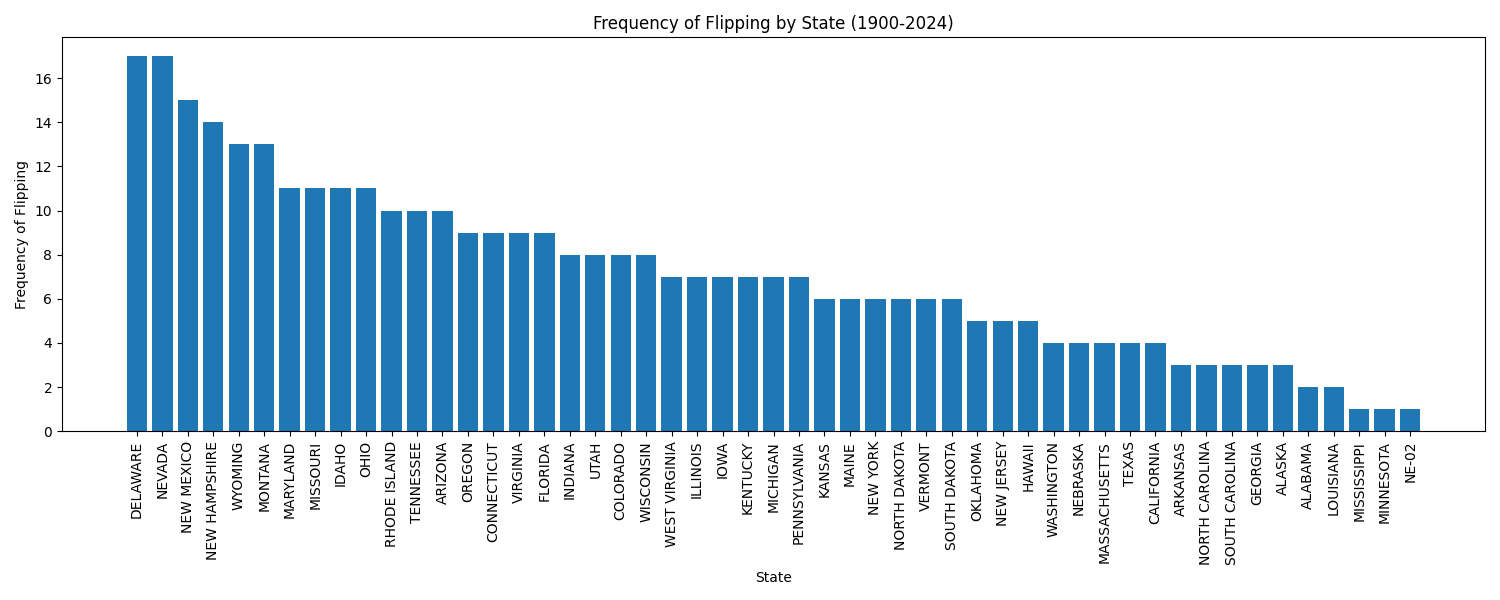 Frequency of Flipping by State (1900-2024)
Frequency of Flipping
16
14
12
10
8
6
4
2
0
DELAWARE
NEVADA
NEW MEXICO
NEW HAMPSHIRE
WYOMING
MONTANA
MARYLAND
MISSOURI
IDAHO
OHIO
RHODE ISLAND
TENNESSEE
ARIZONA
OREGON
CONNECTICUT
VIRGINIA
FLORIDA
INDIANA
UTAH
COLORADO
WISCONSIN
WEST VIRGINIA
ILLINOIS
IOWA
KENTUCKY
MICHIGAN
PENNSYLVANIA
KANSAS
MAINE
NEW YORK
NORTH DAKOTA
VERMONT
SOUTH DAKOTA
OKLAHOMA
NEW JERSEY
HAWAII
WASHINGTON
NEBRASKA
MASSACHUSETTS
TEXAS
CALIFORNIA
ARKANSAS
NORTH CAROLINA
SOUTH CAROLINA
GEORGIA
ALASKA
ALABAMA
LOUISIANA
MISSISSIPPI
MINNESOTA
NE-02
State